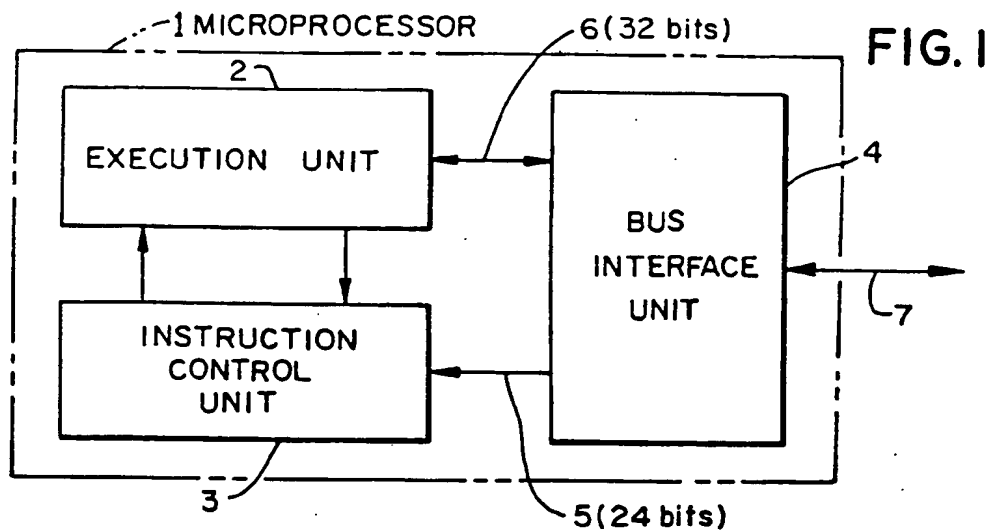 1 MICROPROCESSOR
6 (32 bits)
FIG. 1
2
EXECUTION UNIT
4
BUS
INTERFACE
UNIT
7
INSTRUCTION
CONTROL
UNIT
3
5 (24 bits)